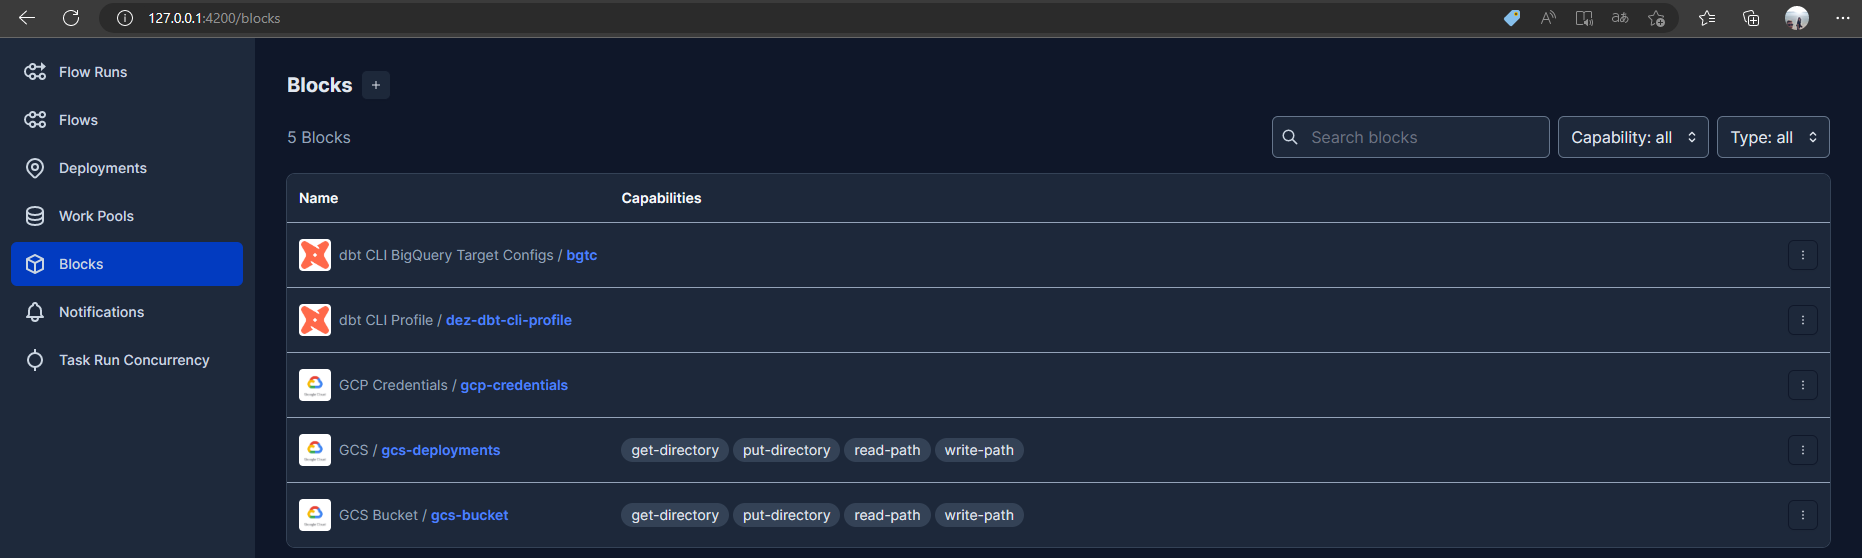 127.0.0.1:4200/blocks
Flow Runs
Flows
Deployments
Work Pools
Blocks
Notifications
Task Run Concurrency
Blocks +
5 Blocks
Search blocks
Capability: all
Type: all
Name Capabilities
dbt CLI BigQuery Target Configs / bgtc
dbt CLI Profile / dez-dbt-cli-profile
GCP Credentials / gcp-credentials
GCS / gcs-deployments get-directory put-directory read-path write-path
GCS Bucket / gcs-bucket get-directory put-directory read-path write-path